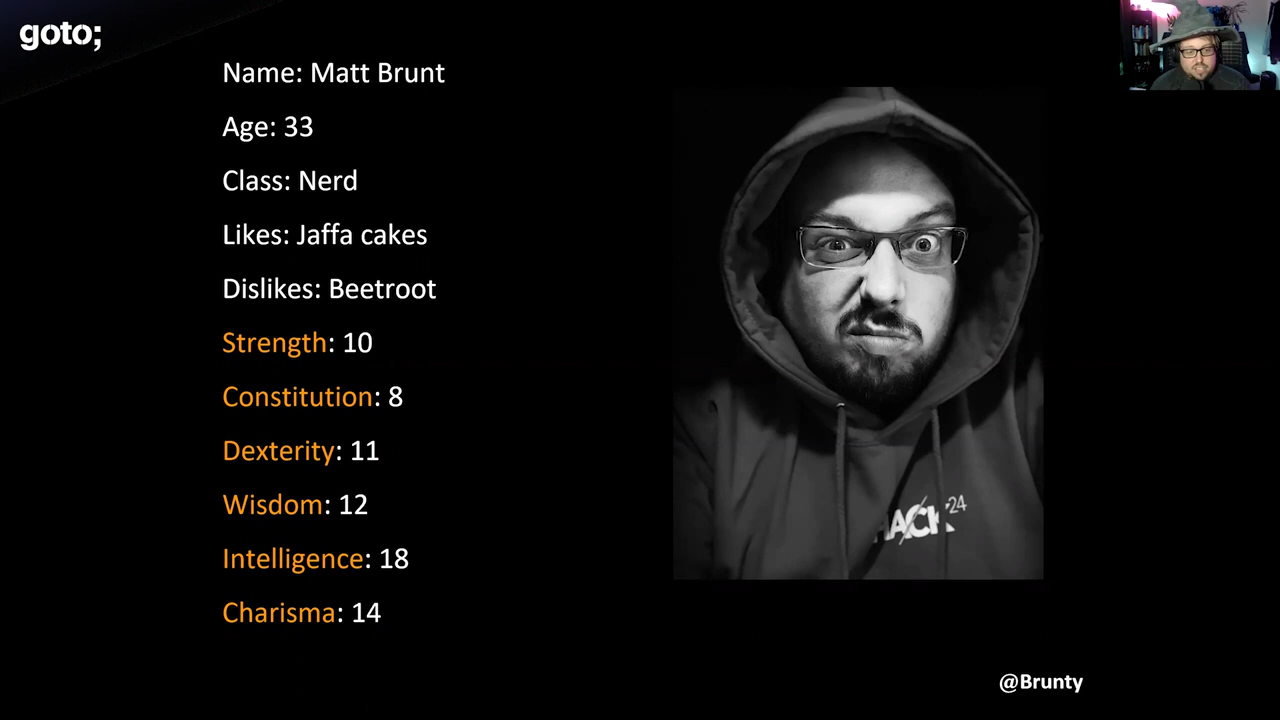 goto;
Name: Matt Brunt
Age: 33
Class: Nerd
Likes: Jaffa cakes
Dislikes: Beetroot
Strength: 10
Constitution: 8
Dexterity: 11
Wisdom: 12
Intelligence: 18
Charisma: 14
HACK24
@Brunty